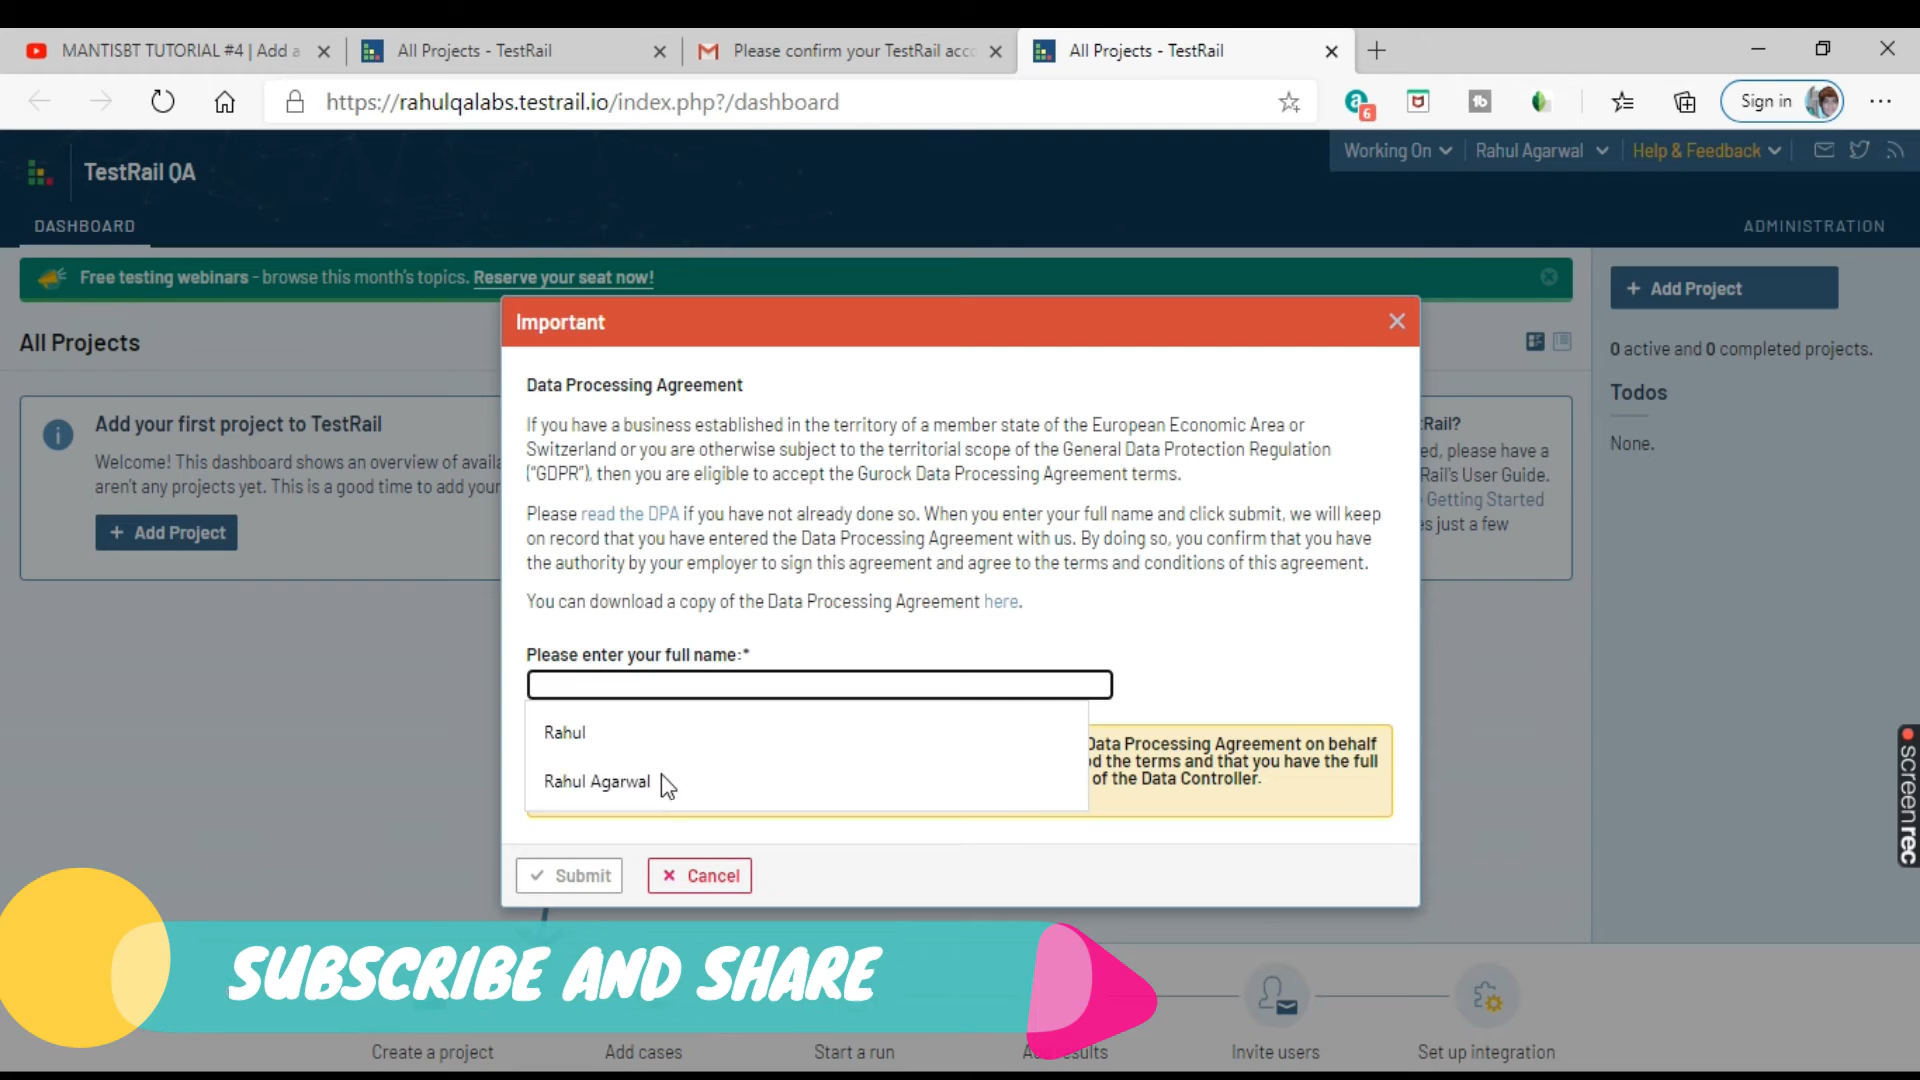 MANTISBT TUTORIAL #4 | Add a
All Projects - TestRail
Please confirm your TestRail acc
All Projects - TestRail
https://rahulqalabs.testrail.io/index.php?/dashboard
6
Sign in
TestRail QA
Working On
Rahul Agarwal
Help & Feedback
DASHBOARD
ADMINISTRATION
Free testing webinars - browse this month's topics. Reserve your seat now!
+ Add Project
All Projects
0 active and 0 completed projects.
Todos
None.
Add your first project to TestRail
Welcome! This dashboard shows an overview of availa
aren't any projects yet. This is a good time to add your
+ Add Project
Rail?
ed, please have a
Rail's User Guide.
Getting Started
es just a few
Important
Data Processing Agreement
If you have a business established in the territory of a member state of the European Economic Area or
Switzerland or you are otherwise subject to the territorial scope of the General Data Protection Regulation
("GDPR"), then you are eligible to accept the Gurock Data Processing Agreement terms.
Please read the DPA if you have not already done so. When you enter your full name and click submit, we will keep
on record that you have entered the Data Processing Agreement with us. By doing so, you confirm that you have
the authority by your employer to sign this agreement and agree to the terms and conditions of this agreement.
You can download a copy of the Data Processing Agreement here.
Please enter your full name:*
Rahul
Rahul Agarwal
Data Processing Agreement on behalf
d the terms and that you have the full
of the Data Controller.
Submit
Cancel
screenrec
SUBSCRIBE AND SHARE
Create a project
Add cases
Start a run
Add results
Invite users
Set up integration